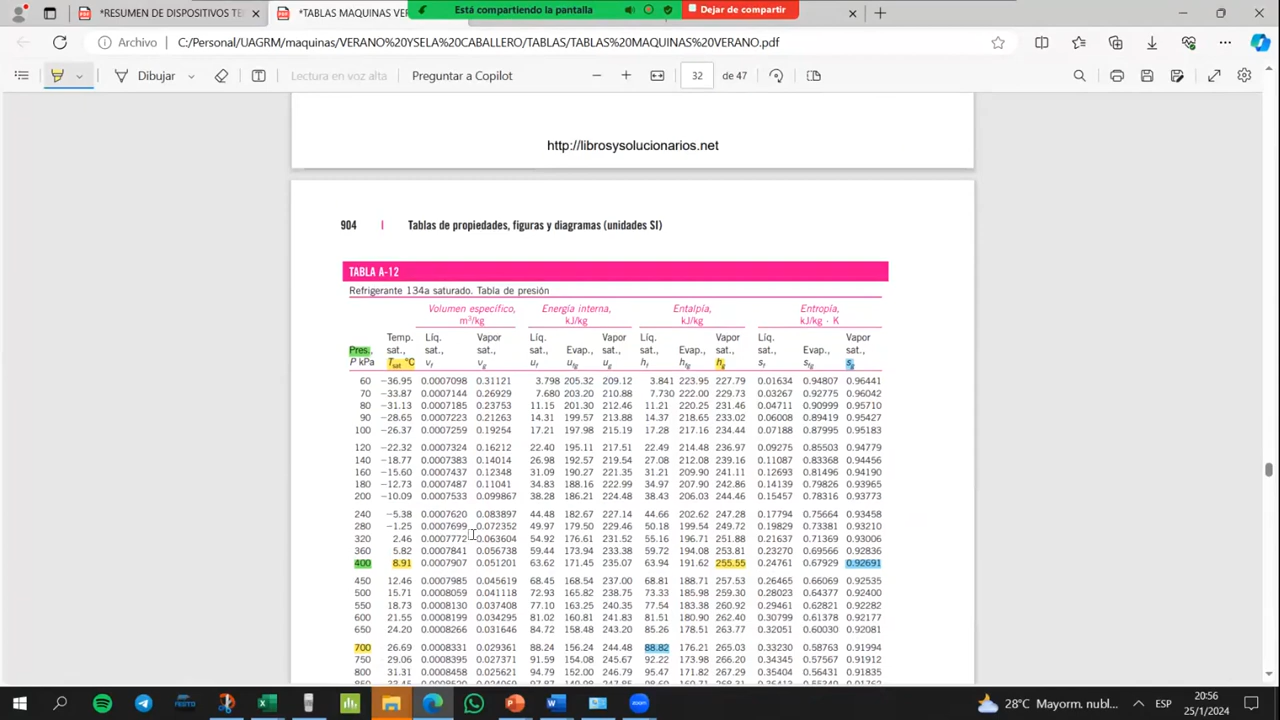 *RESUMEN DE DISPOSITIVOS TE
*TABLAS MAQUINAS VE
Está compartiendo la pantalla
Dejar de compartir
Archivo
C:/Personal/UAGRM/maquinas/VERANO%20YSELA%20CABALLERO/TABLAS/TABLAS%20MAQUINAS%20VERANO.pdf
Dibujar
Lectura en voz alta
Preguntar a Copilot
32 de 47
http://librosysolucionarios.net
904 | Tablas de propiedades, figuras y diagramas (unidades SI)
TABLA A-12
Refrigerante 134a saturado. Tabla de presión
Volumen específico, Energía interna, Entalpía, Entropía,
m³/kg kJ/kg kJ/kg kJ/kg · K
Temp. Líq. Vapor Líq. Vapor Líq. Vapor Líq. Vapor
Pres., sat., sat., sat., sat., Evap., sat., sat., Evap., sat., sat., Evap., sat.,
P kPa Tsat °C vf vg uf ufg ug hf hfg hg sf sfg sg
60 −36.95 0.0007098 0.31121 3.798 205.32 209.12 3.841 223.95 227.79 0.01634 0.94807 0.96441
70 −33.87 0.0007144 0.26929 7.680 203.20 210.88 7.730 222.00 229.73 0.03267 0.92775 0.96042
80 −31.13 0.0007185 0.23753 11.15 201.30 212.46 11.21 220.25 231.46 0.04711 0.90999 0.95710
90 −28.65 0.0007223 0.21263 14.31 199.57 213.88 14.37 218.65 233.02 0.06008 0.89419 0.95427
100 −26.37 0.0007259 0.19254 17.21 197.98 215.19 17.28 217.16 234.44 0.07188 0.87995 0.95183
120 −22.32 0.0007324 0.16212 22.40 195.11 217.51 22.49 214.48 236.97 0.09275 0.85503 0.94779
140 −18.77 0.0007383 0.14014 26.98 192.57 219.54 27.08 212.08 239.16 0.11087 0.83368 0.94456
160 −15.60 0.0007437 0.12348 31.09 190.27 221.35 31.21 209.90 241.11 0.12693 0.81496 0.94190
180 −12.73 0.0007487 0.11041 34.83 188.16 222.99 34.97 207.90 242.86 0.14139 0.79826 0.93965
200 −10.09 0.0007533 0.099867 38.28 186.21 224.48 38.43 206.03 244.46 0.15457 0.78316 0.93773
240 −5.38 0.0007620 0.083897 44.48 182.67 227.14 44.66 202.62 247.28 0.17794 0.75664 0.93458
280 −1.25 0.0007699 0.072352 49.97 179.50 229.46 50.18 199.54 249.72 0.19829 0.73381 0.93210
320 2.46 0.0007772 0.063604 54.92 176.61 231.52 55.16 196.71 251.88 0.21637 0.71369 0.93006
360 5.82 0.0007841 0.056738 59.44 173.94 233.38 59.72 194.08 253.81 0.23270 0.69566 0.92836
400 8.91 0.0007907 0.051201 63.62 171.45 235.07 63.94 191.62 255.55 0.24761 0.67929 0.92691
450 12.46 0.0007985 0.045619 68.45 168.54 237.00 68.81 188.71 257.53 0.26465 0.66069 0.92535
500 15.71 0.0008059 0.041118 72.93 165.82 238.75 73.33 185.98 259.30 0.28023 0.64377 0.92400
550 18.73 0.0008130 0.037408 77.10 163.25 240.35 77.54 183.38 260.92 0.29461 0.62821 0.92282
600 21.55 0.0008199 0.034295 81.02 160.81 241.83 81.51 180.90 262.40 0.30799 0.61378 0.92177
650 24.20 0.0008266 0.031646 84.72 158.48 243.20 85.26 178.51 263.77 0.32051 0.60030 0.92081
700 26.69 0.0008331 0.029361 88.24 156.24 244.48 88.82 176.21 265.03 0.33230 0.58763 0.91994
750 29.06 0.0008395 0.027371 91.59 154.08 245.67 92.22 173.98 266.20 0.34345 0.57567 0.91912
800 31.31 0.0008458 0.025621 94.79 152.00 246.79 95.47 171.82 267.29 0.35404 0.56431 0.91835
28°C Mayorm. nubl...
ESP
20:56
25/1/2024